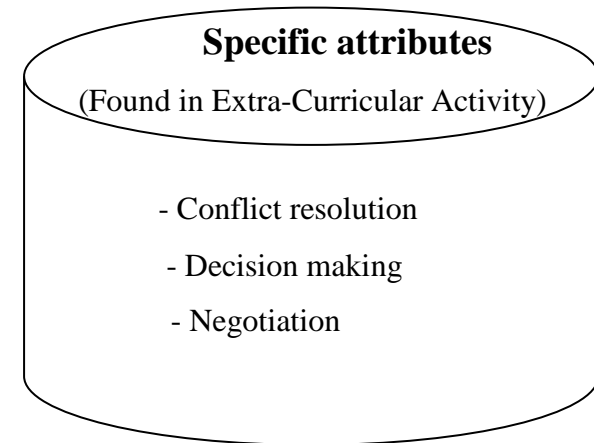 Specific attributes
(Found in Extra-Curricular Activity)
- Conflict resolution
- Decision making
- Negotiation